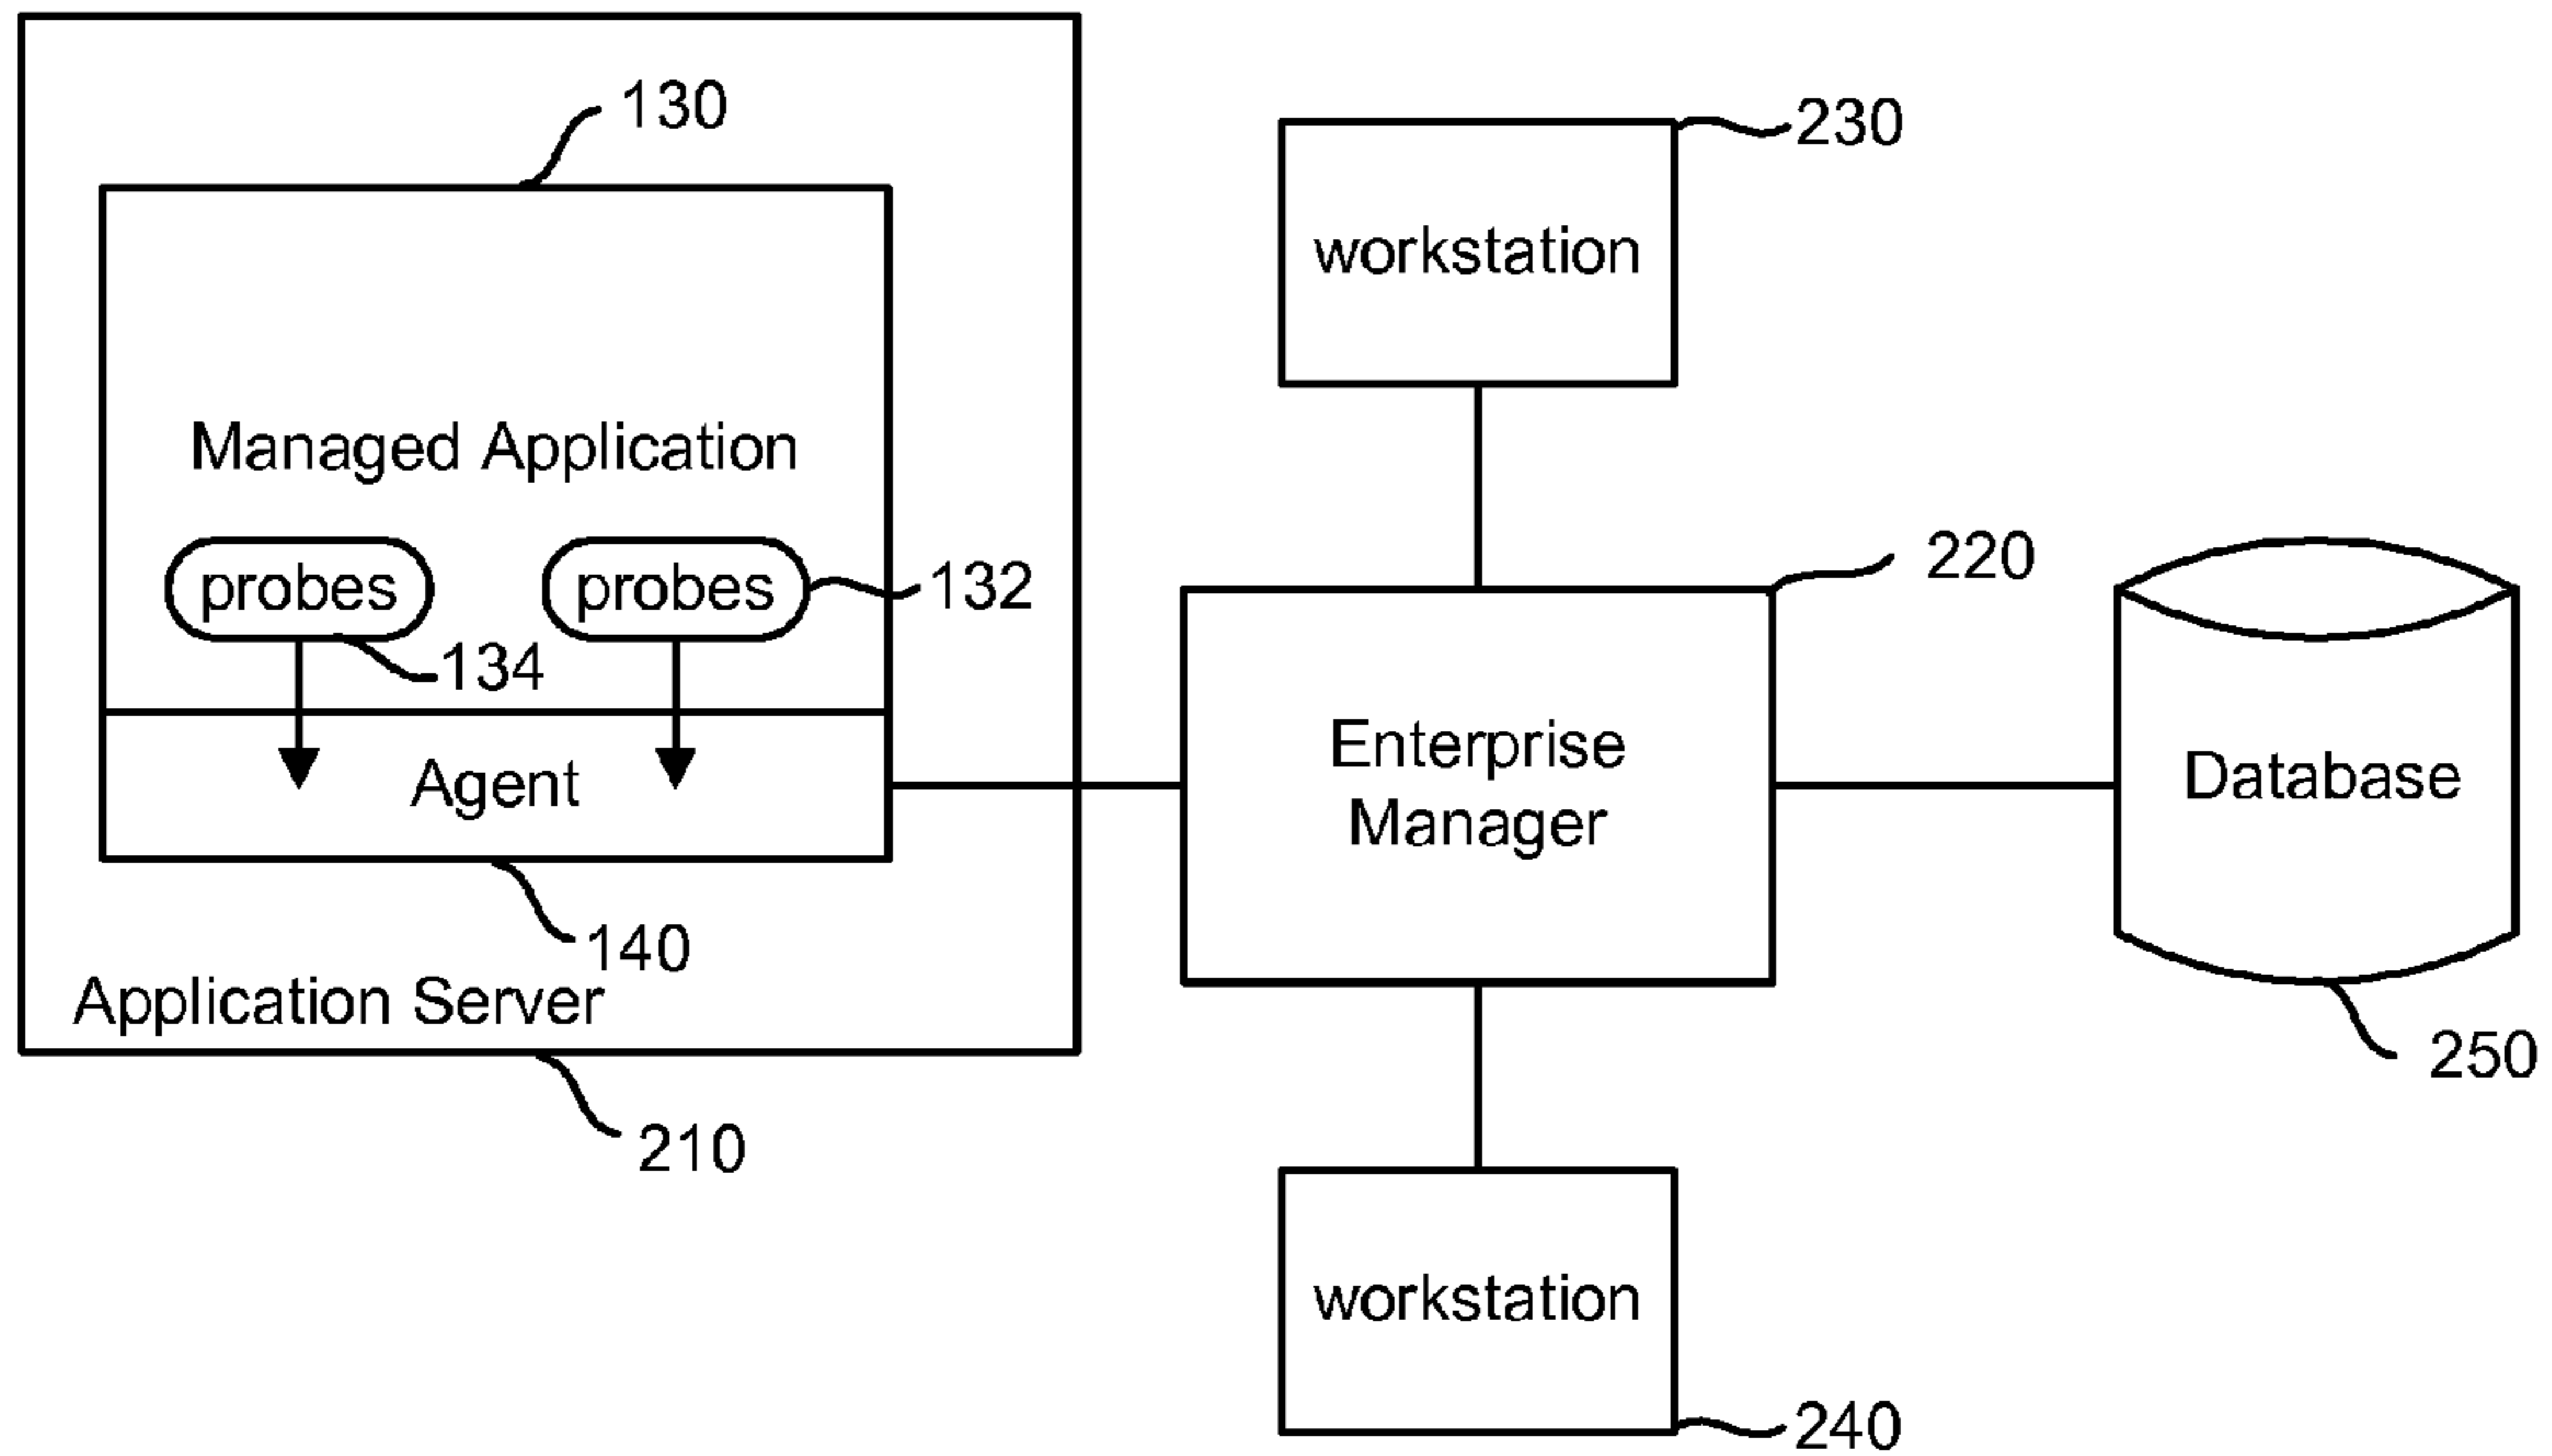 130
230
workstation
Managed Application
220
probes
probes
132
134
Enterprise
Manager
Database
Agent
140
Application Server
250
210
workstation
240